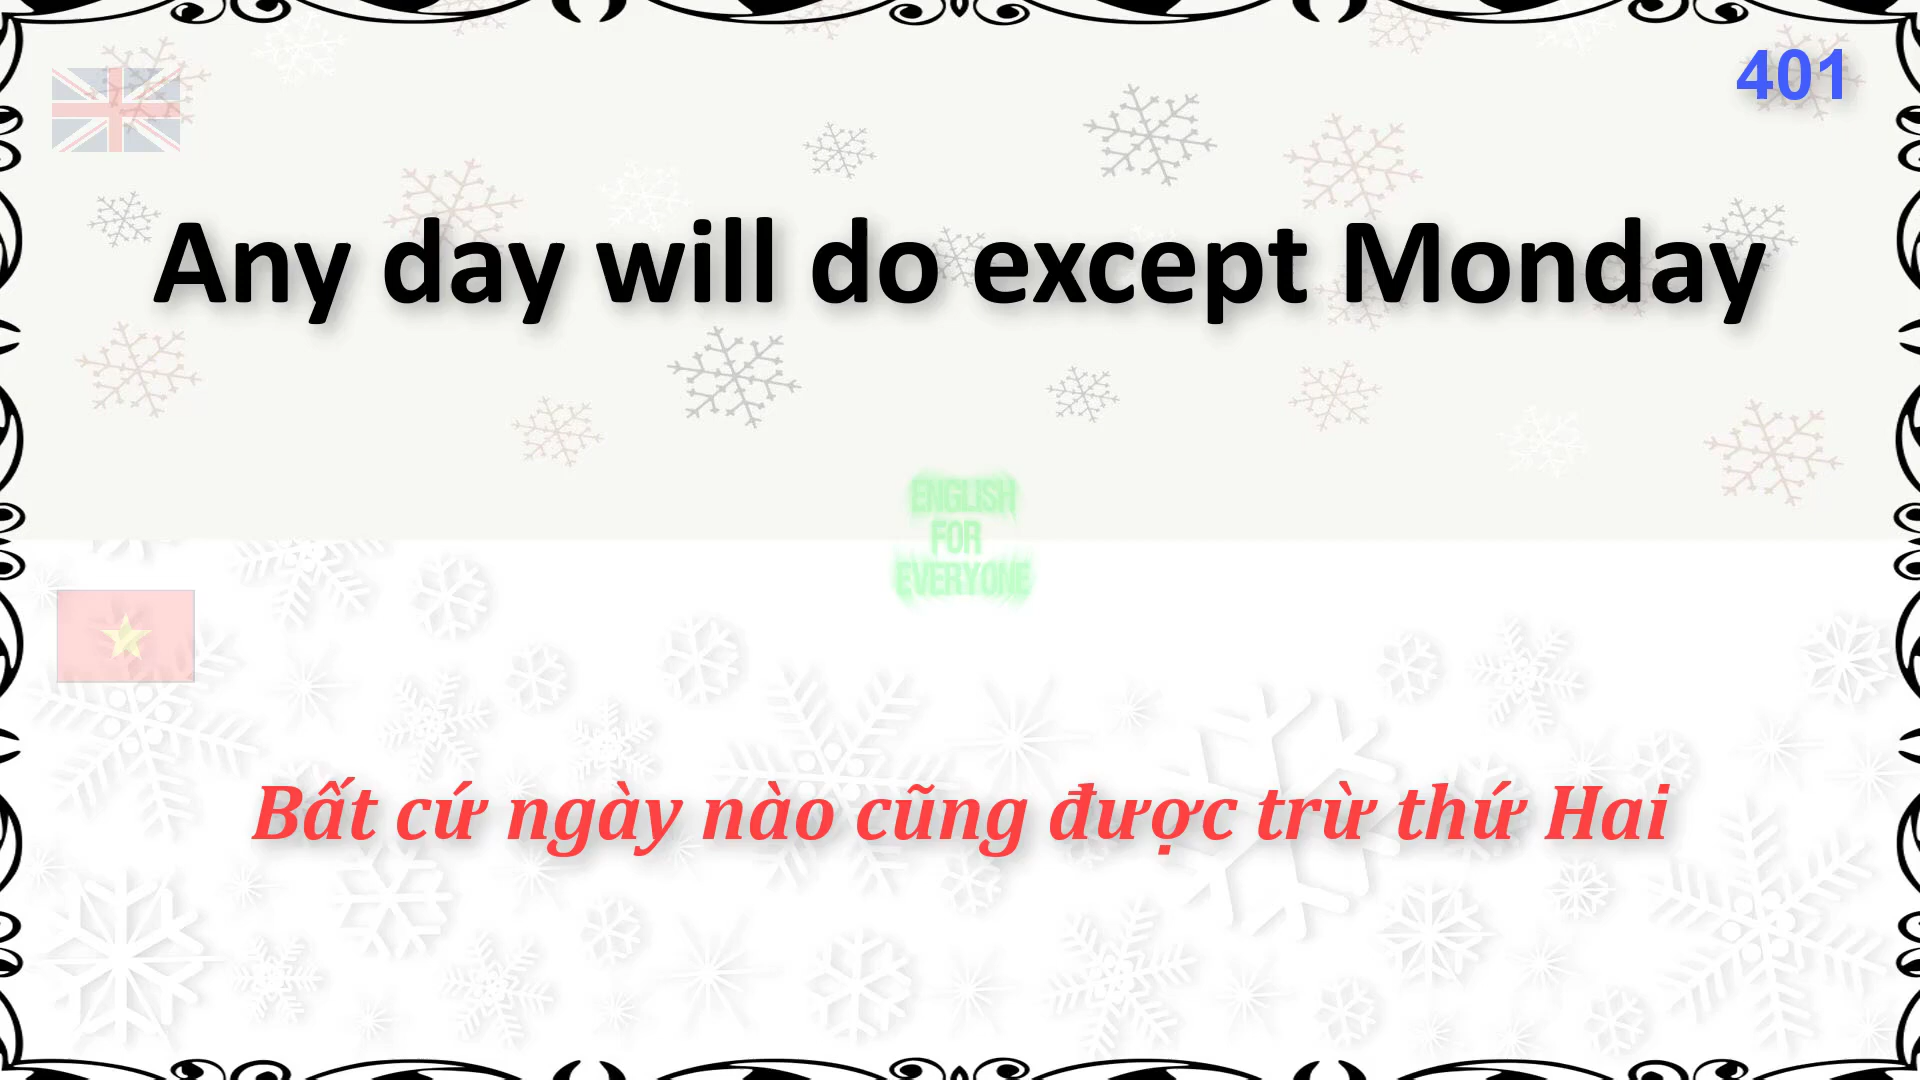 401
Any day will do except Monday
ENGLISH
FOR
EVERYONE
Bất cứ ngày nào cũng được trừ thứ Hai